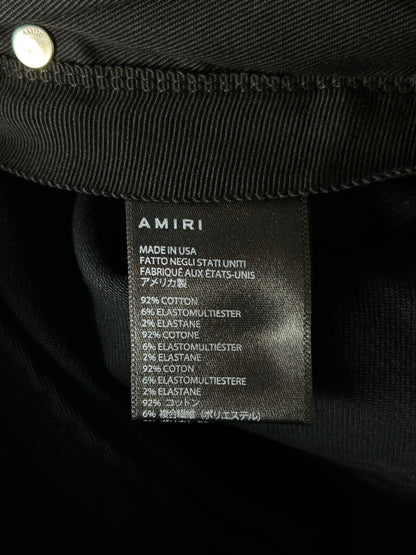 AMIRI
AMIRI
MADE IN USA
FATTO NEGLI STATI UNITI
FABRIQUÉ AUX ÉTATS-UNIS
アメリカ製
92% COTTON
6% ELASTOMULTIESTER
2% ELASTANE
92% COTONE
6% ELASTOMULTIESTER
2% ELASTANE
92% COTON
6% ELASTOMULTIESTERE
2% ELASTANE
92% コットン
6% 複合繊維（ポリエステル）